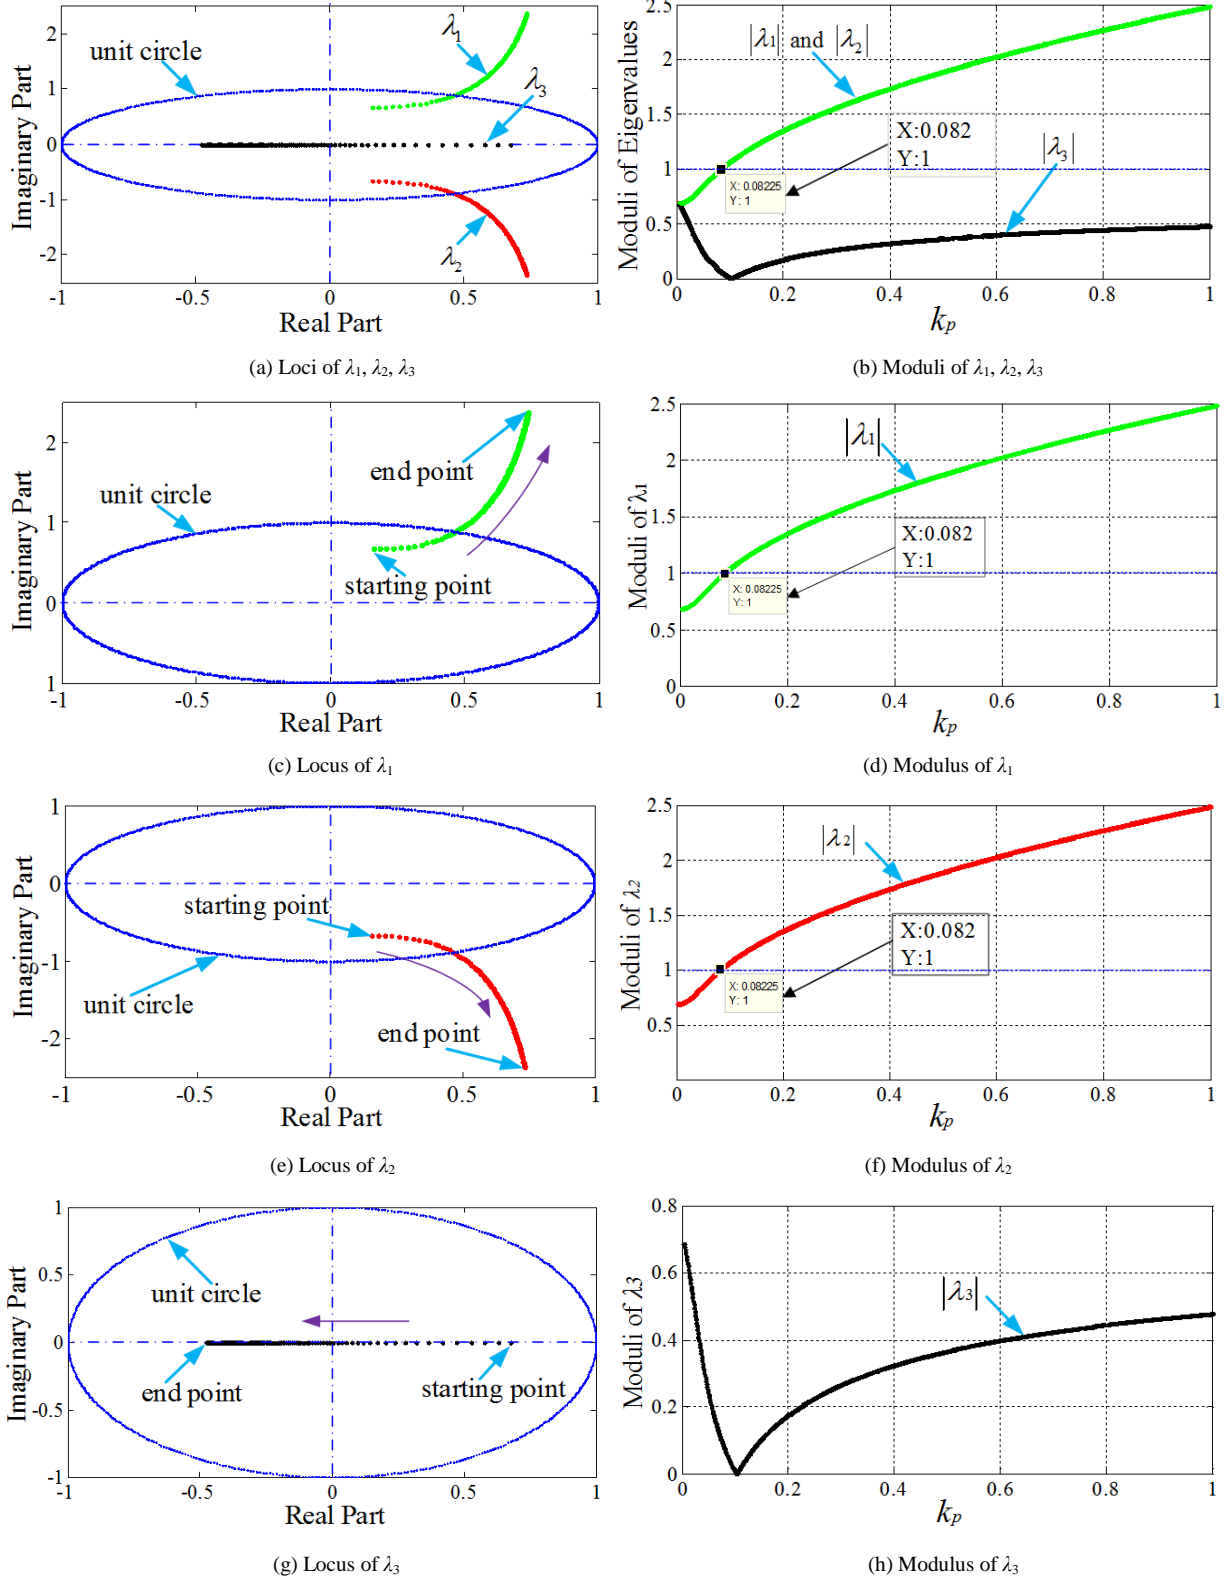 2
1
0
-1
-2
-1
-0.5
0
0.5
1
Imaginary Part
Real Part
unit circle
λ1
λ3
λ2
(a) Loci of λ1, λ2, λ3
2.5
2
1.5
1
0.5
0
0
0.2
0.4
0.6
0.8
1
Moduli of Eigenvalues
kp
|λ1| and |λ2|
X:0.082
Y:1
X: 0.08225
Y: 1
|λ3|
(b) Moduli of λ1, λ2, λ3
2
1
0
1
-1
-0.5
0
0.5
1
Imaginary Part
Real Part
end point
unit circle
starting point
(c) Locus of λ1
2.5
2
1.5
1
0.5
0
0
0.2
0.4
0.6
0.8
1
Moduli of λ1
kp
|λ1|
X:0.082
Y:1
X: 0.08225
Y: 1
(d) Modulus of λ1
1
0
-1
-2
-1
-0.5
0
0.5
1
Imaginary Part
Real Part
starting point
unit circle
end point
(e) Locus of λ2
2.5
2
1.5
1
0.5
0
0.2
0.4
0.6
0.8
1
Moduli of λ2
kp
|λ2|
X:0.082
Y:1
X: 0.08225
Y: 1
(f) Modulus of λ2
1
0.5
0
-0.5
-1
-1
-0.5
0
0.5
1
Imaginary Part
Real Part
unit circle
end point
starting point
(g) Locus of λ3
0.8
0.6
0.4
0.2
0
0
0.2
0.4
0.6
0.8
1
Moduli of λ3
kp
|λ3|
(h) Modulus of λ3